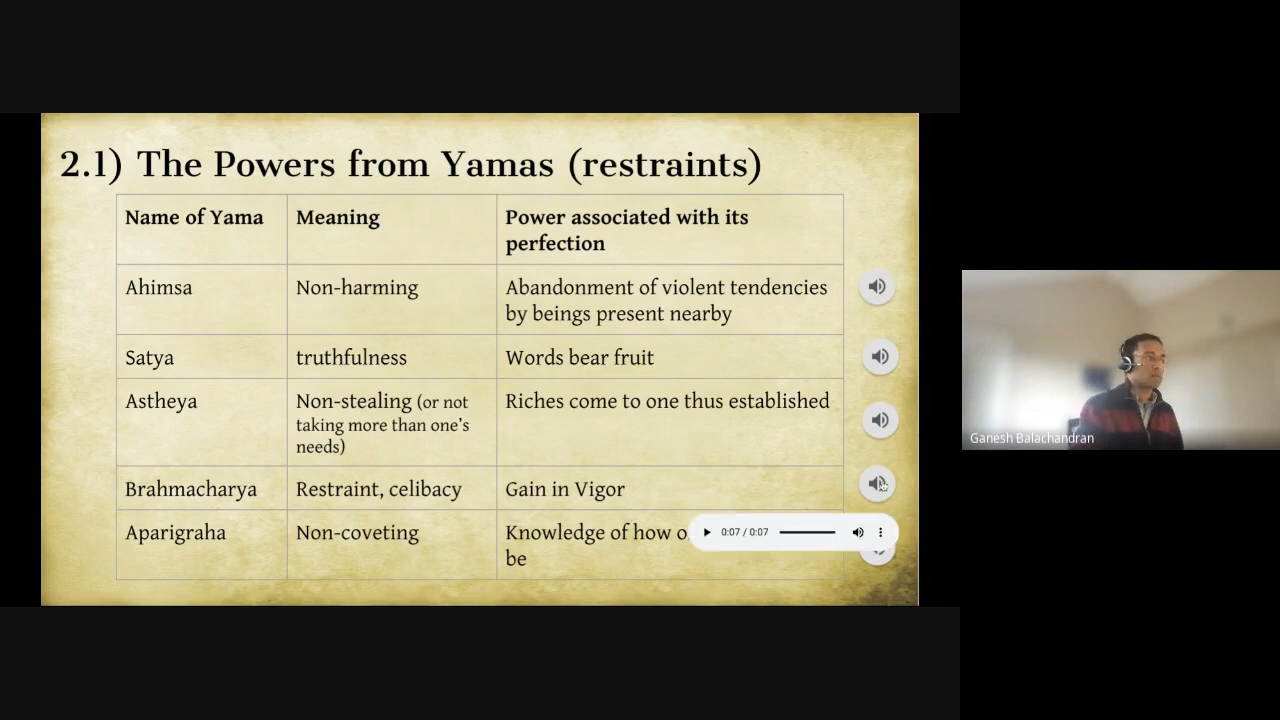 2.1) The Powers from Yamas (restraints)
Name of Yama
Meaning
Power associated with its
perfection
Ahimsa
Non-harming
Abandonment of violent tendencies
by beings present nearby
Satya
truthfulness
Words bear fruit
Astheya
Non-stealing (or not
taking more than one's
needs)
Riches come to one thus established
Brahmacharya
Restraint, celibacy
Gain in Vigor
Aparigraha
Non-coveting
Knowledge of how
be
0:07 / 0:07
Ganesh Balachandran